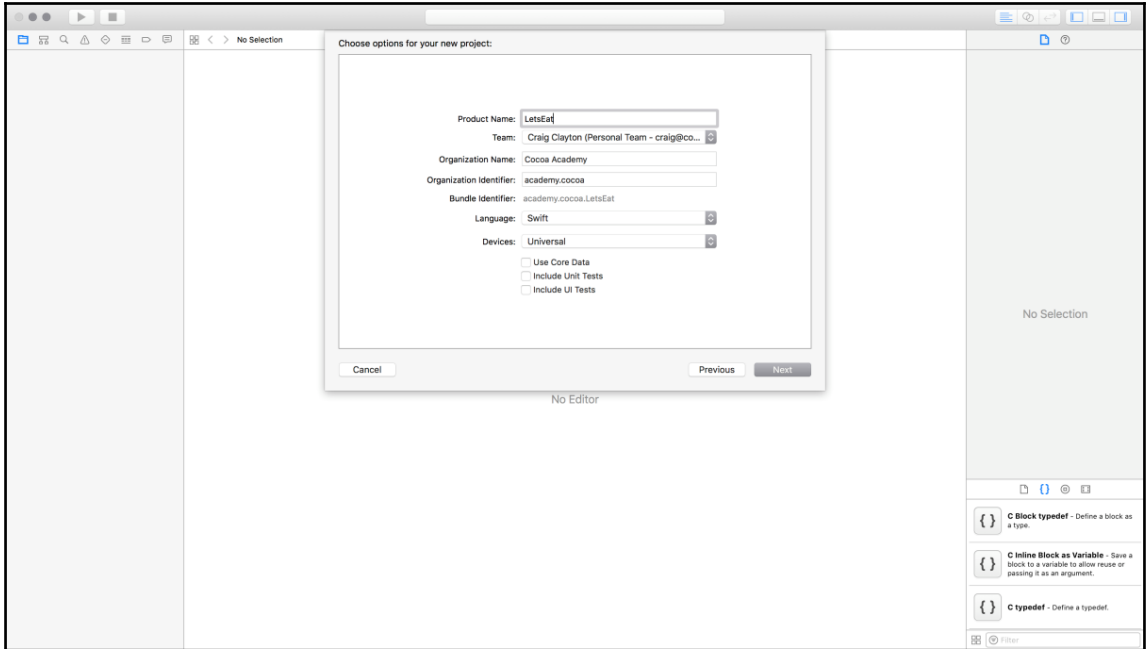 No Selection
Choose options for your new project:
Product Name: LetsEat
Team: Craig Clayton (Personal Team - craig@co...
Organization Name: Cocoa Academy
Organization Identifier: academy.cocoa
Bundle Identifier: academy.cocoa.LetsEat
Language: Swift
Devices: Universal
Use Core Data
Include Unit Tests
Include UI Tests
Cancel
Previous
Next
No Editor
No Selection
{ }
{ } C Block typedef - Define a block as
a type.
{ } C Inline Block as Variable - Save a
block to a variable to allow reuse or
passing it as an argument.
{ } C typedef - Define a typedef.
Filter